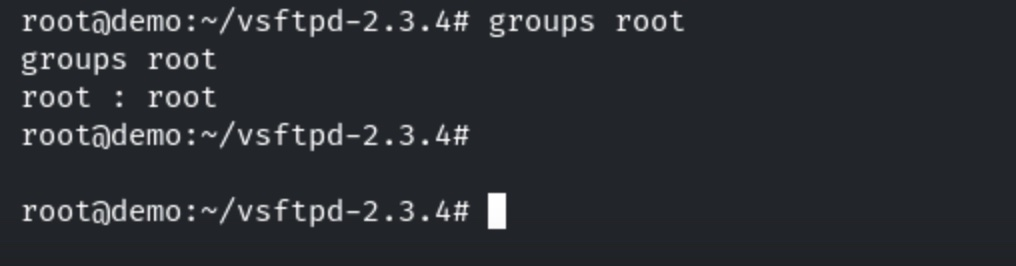 root@demo:~/vsftpd-2.3.4# groups root
groups root
root : root
root@demo:~/vsftpd-2.3.4#
root@demo:~/vsftpd-2.3.4#